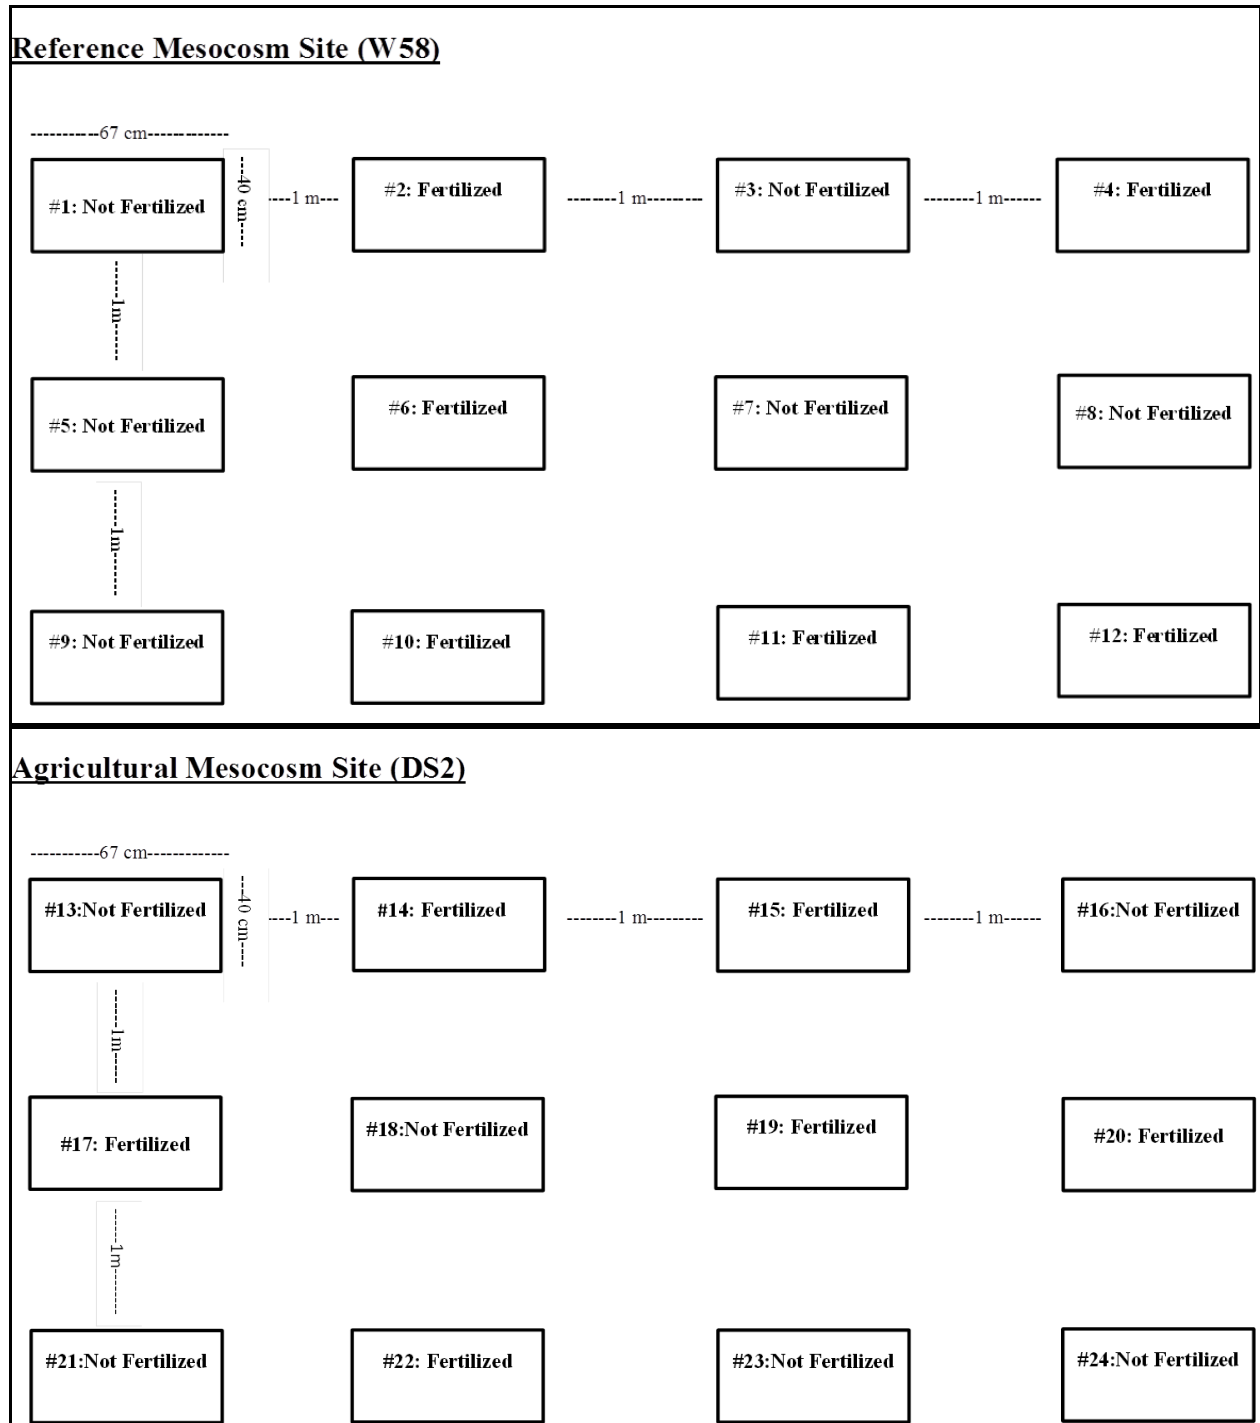 Reference Mesocosm Site (W58)
-----------67 cm-------------
#1: Not Fertilized
---40 cm----
----1 m---
#2: Fertilized
--------1 m---------
#3: Not Fertilized
--------1 m------
#4: Fertilized
-----1m------
#5: Not Fertilized
#6: Fertilized
#7: Not Fertilized
#8: Not Fertilized
-----1m-------
#9: Not Fertilized
#10: Fertilized
#11: Fertilized
#12: Fertilized
Agricultural Mesocosm Site (DS2)
-----------67 cm-------------
#13:Not Fertilized
---40 cm----
----1 m---
#14: Fertilized
--------1 m---------
#15: Fertilized
--------1 m------
#16:Not Fertilized
-----1m----
#17: Fertilized
#18:Not Fertilized
#19: Fertilized
#20: Fertilized
------1m-------
#21:Not Fertilized
#22: Fertilized
#23:Not Fertilized
#24:Not Fertilized